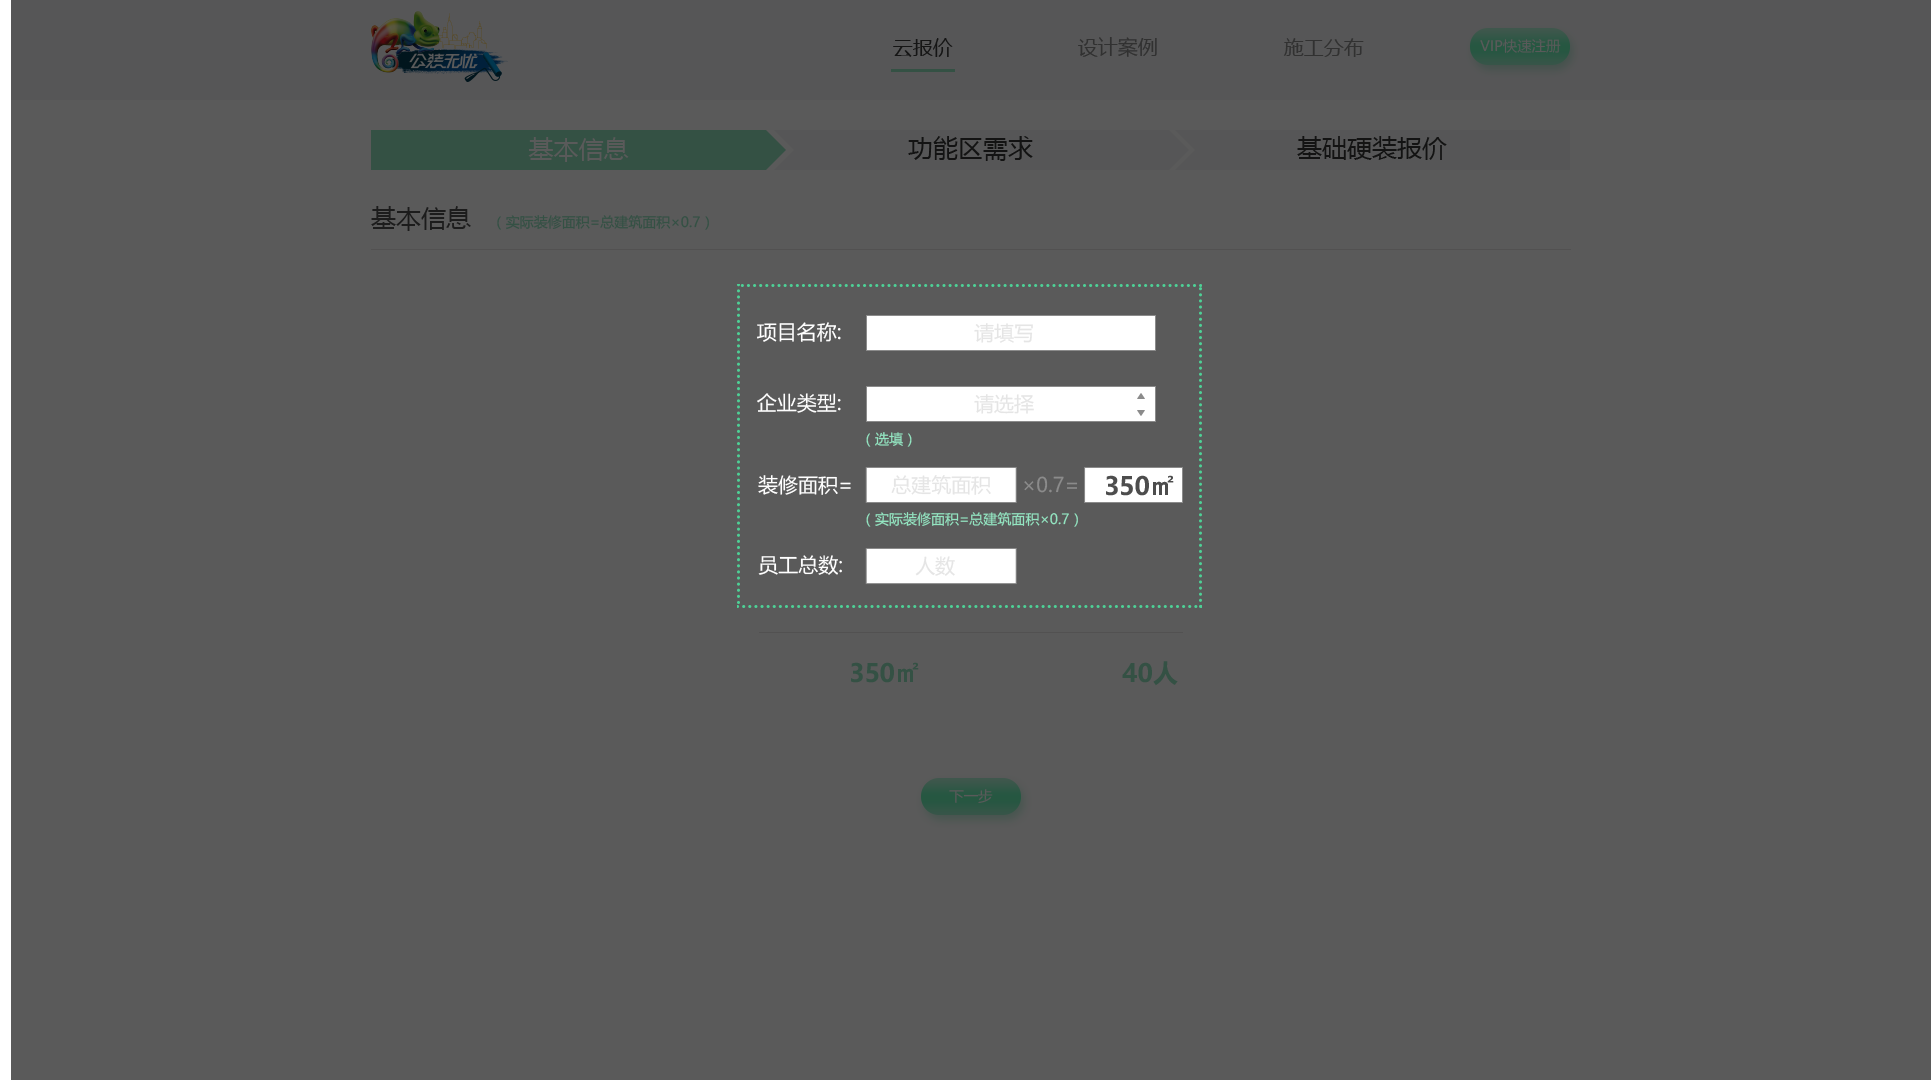 公装无忧
云报价
设计案例
施工分布
VIP快速注册
基本信息
功能区需求
基础硬装报价
基本信息 (实际装修面积=总建筑面积×0.7)
项目名称: 请填写
企业类型: 请选择
(选填)
装修面积= 总建筑面积 ×0.7= 350㎡
(实际装修面积=总建筑面积×0.7)
员工总数: 人数
350㎡ 40人
下一步